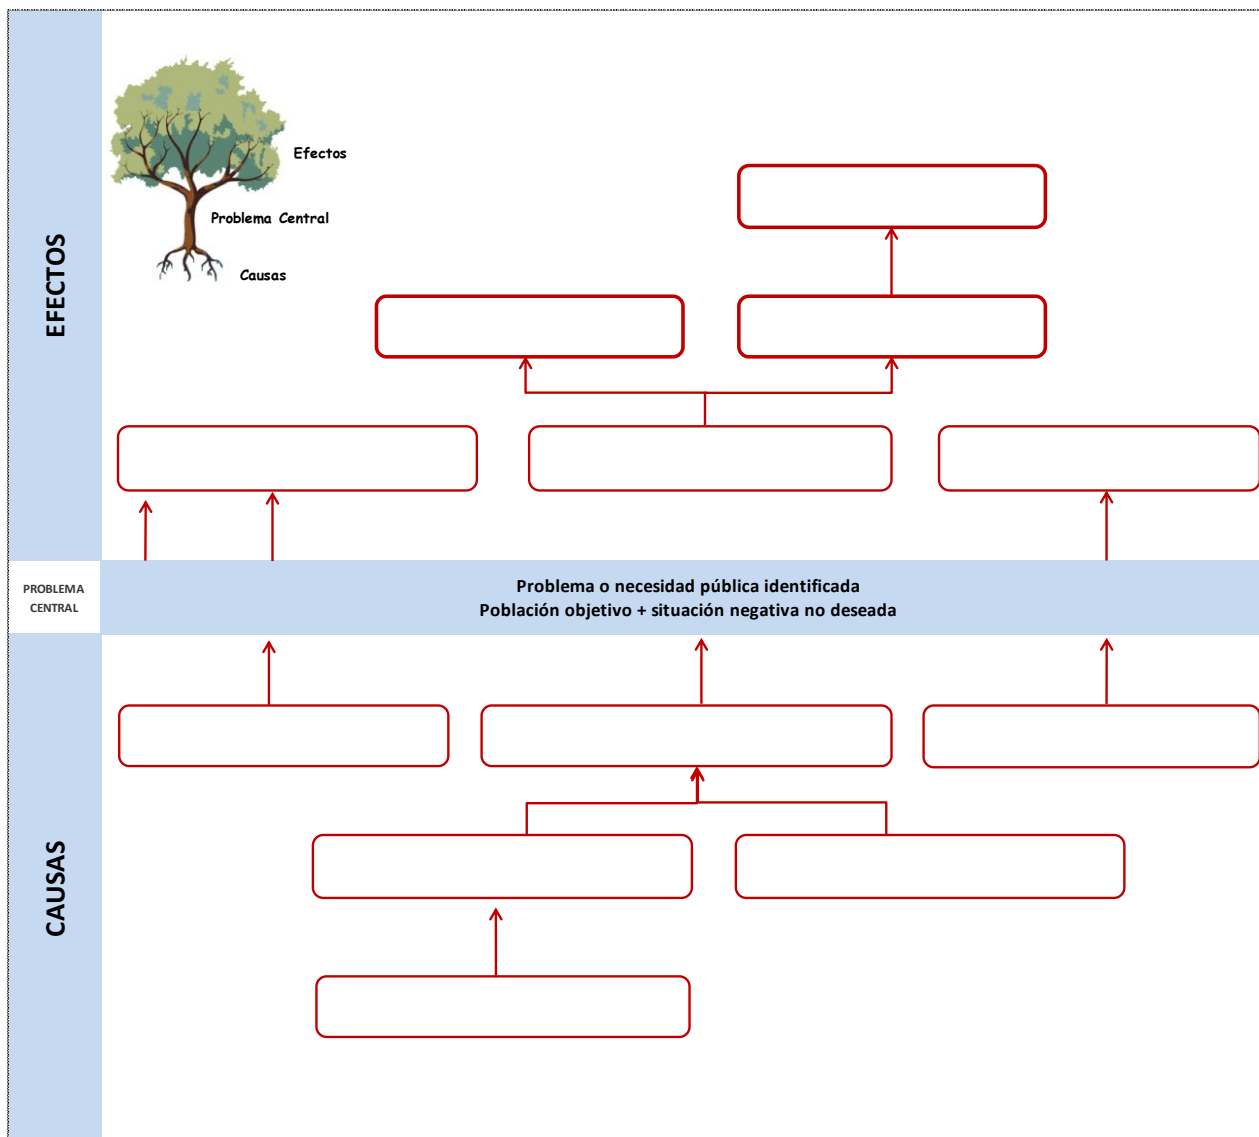 Efectos
Problema Central
Causas
EFECTOS
PROBLEMA
CENTRAL
Problema o necesidad pública identificada
Población objetivo + situación negativa no deseada
CAUSAS